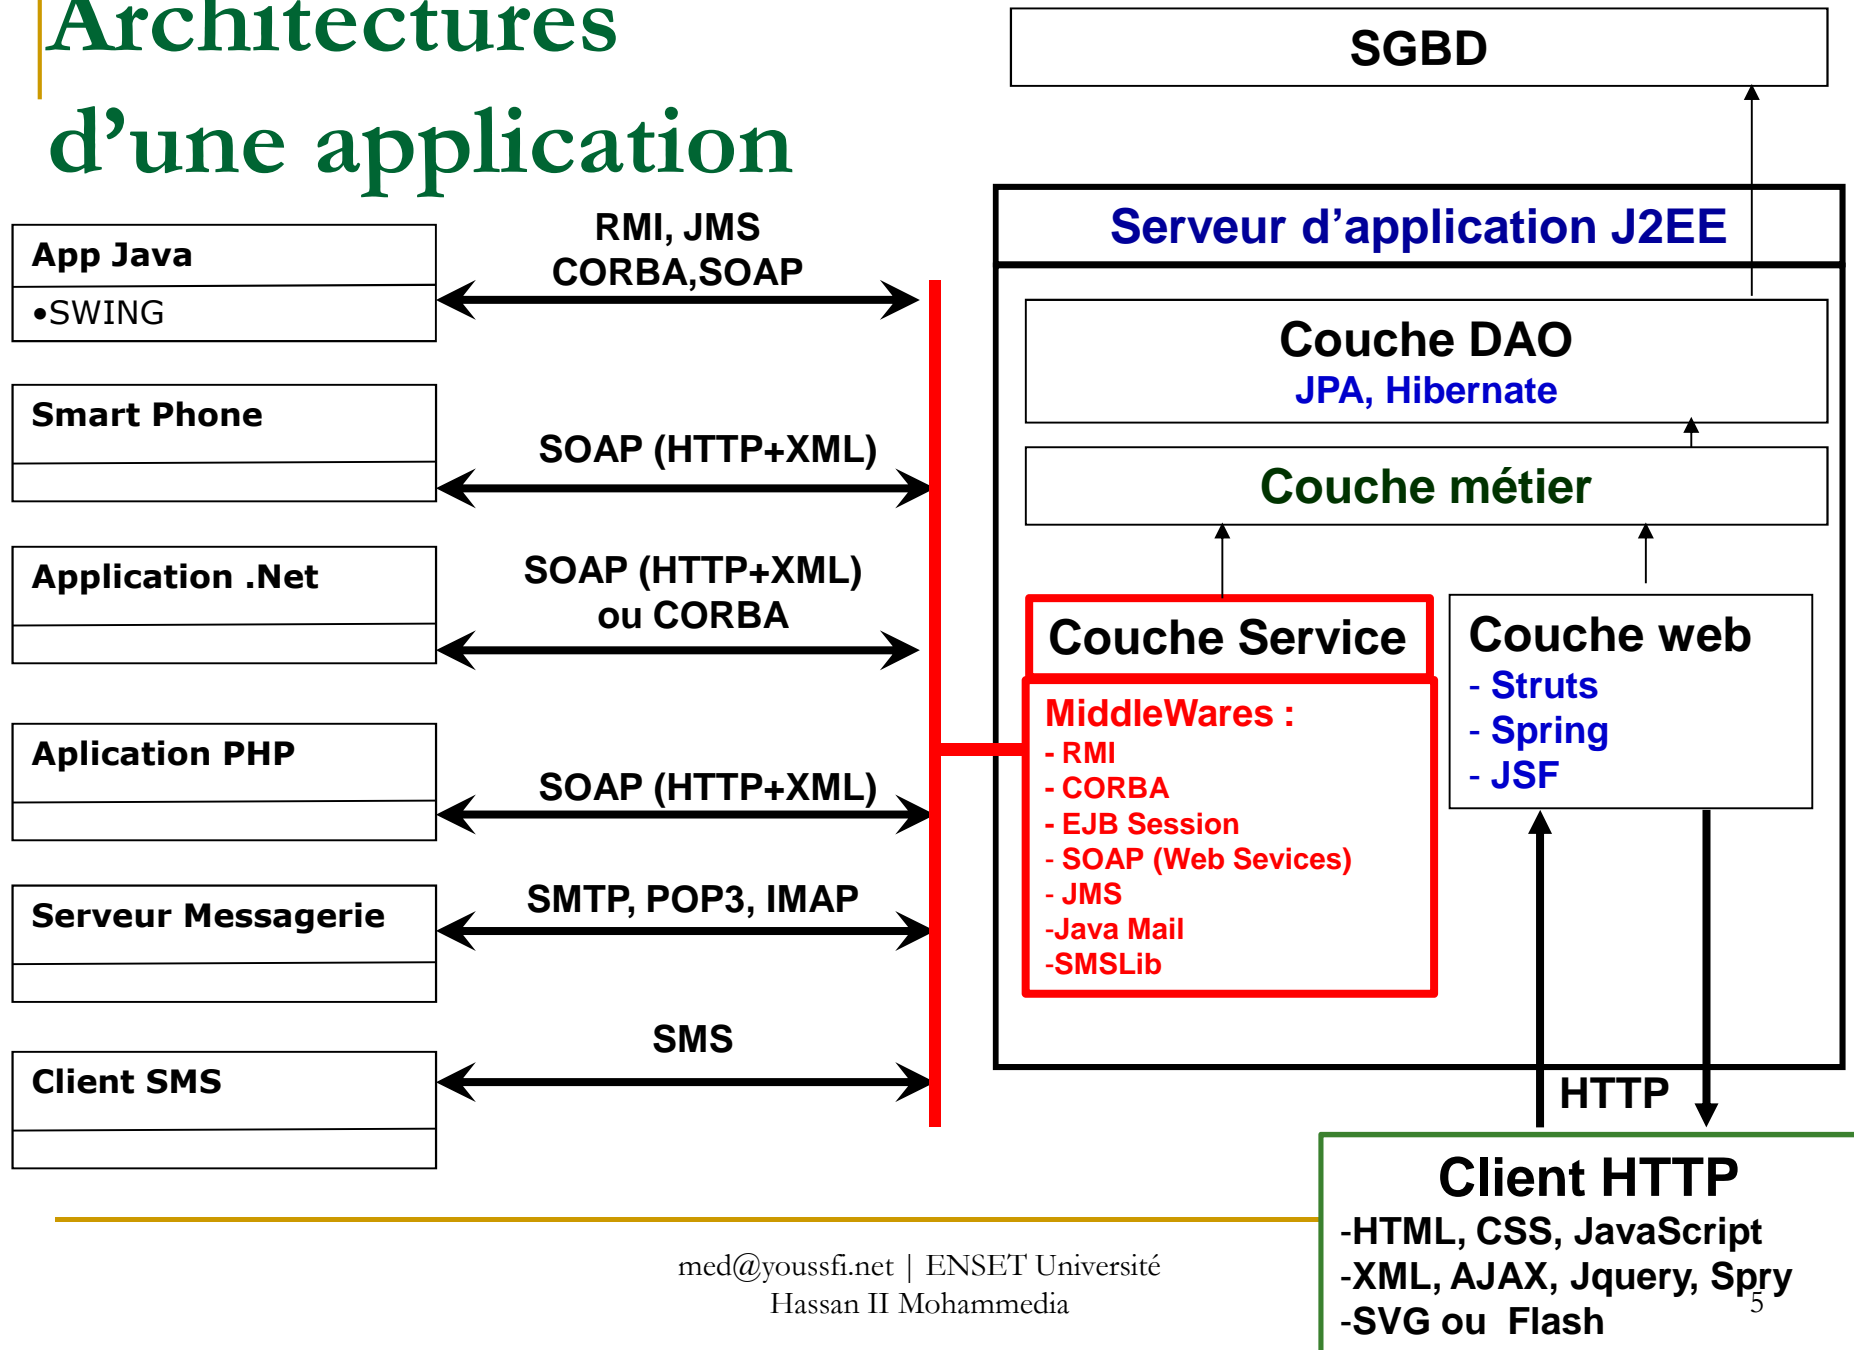 Architectures
d'une application
SGBD
Serveur d'application J2EE
Couche DAO
JPA, Hibernate
Couche métier
Couche Service
MiddleWares :
- RMI
- CORBA
- EJB Session
- SOAP (Web Sevices)
- JMS
-Java Mail
-SMSLib
Couche web
- Struts
- Spring
- JSF
App Java
•SWING
RMI, JMS
CORBA,SOAP
Smart Phone
SOAP (HTTP+XML)
Application .Net
SOAP (HTTP+XML)
ou CORBA
Aplication PHP
SOAP (HTTP+XML)
Serveur Messagerie
SMTP, POP3, IMAP
Client SMS
SMS
HTTP
Client HTTP
-HTML, CSS, JavaScript
-XML, AJAX, Jquery, Spry
-SVG ou Flash
med@youssfi.net | ENSET Université
Hassan II Mohammedia
5